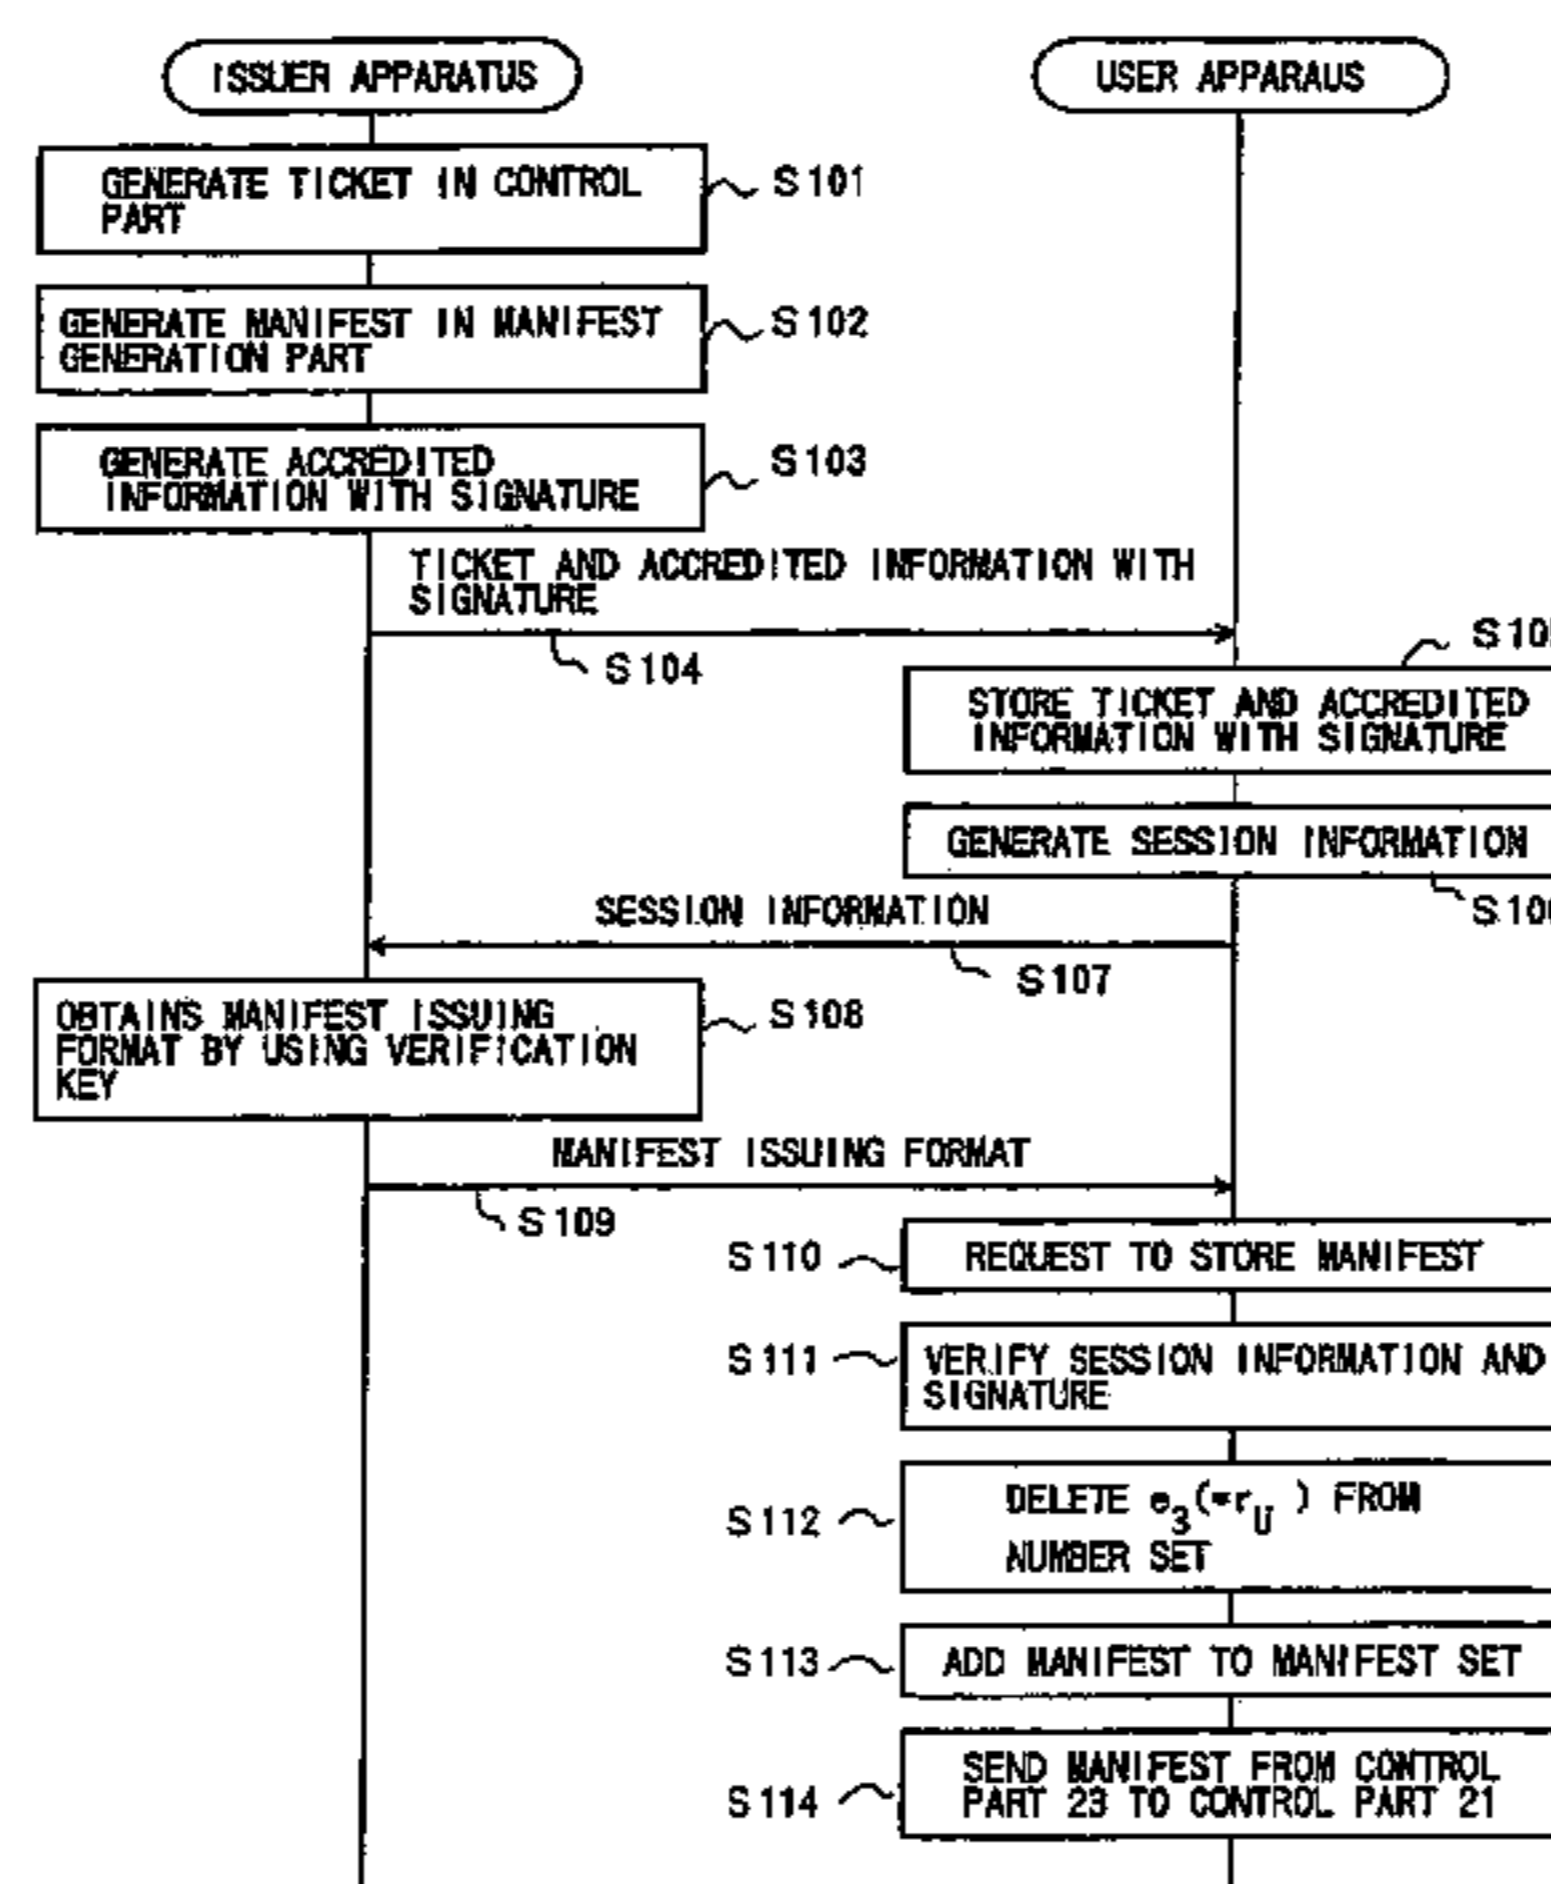 ISSUER APPARATUS
USER APPARAUS
GENERATE TICKET IN CONTROL
PART
S101
GENERATE MANIFEST IN MANIFEST
GENERATION PART
S102
GENERATE ACCREDITED
INFORMATION WITH SIGNATURE
S103
TICKET AND ACCREDITED INFORMATION WITH
SIGNATURE
S104
STORE TICKET AND ACCREDITED
INFORMATION WITH SIGNATURE
GENERATE SESSION INFORMATION
SESSION INFORMATION
S107
OBTAINS MANIFEST ISSUING
FORMAT BY USING VERIFICATION
KEY
S108
MANIFEST ISSUING FORMAT
S109
S110
REQUEST TO STORE MANIFEST
S111
VERIFY SESSION INFORMATION AND
SIGNATURE
S112
DELETE e3(=rU ) FROM
NUMBER SET
S113
ADD MANIFEST TO MANIFEST SET
S114
SEND MANIFEST FROM CONTROL
PART 23 TO CONTROL PART 21